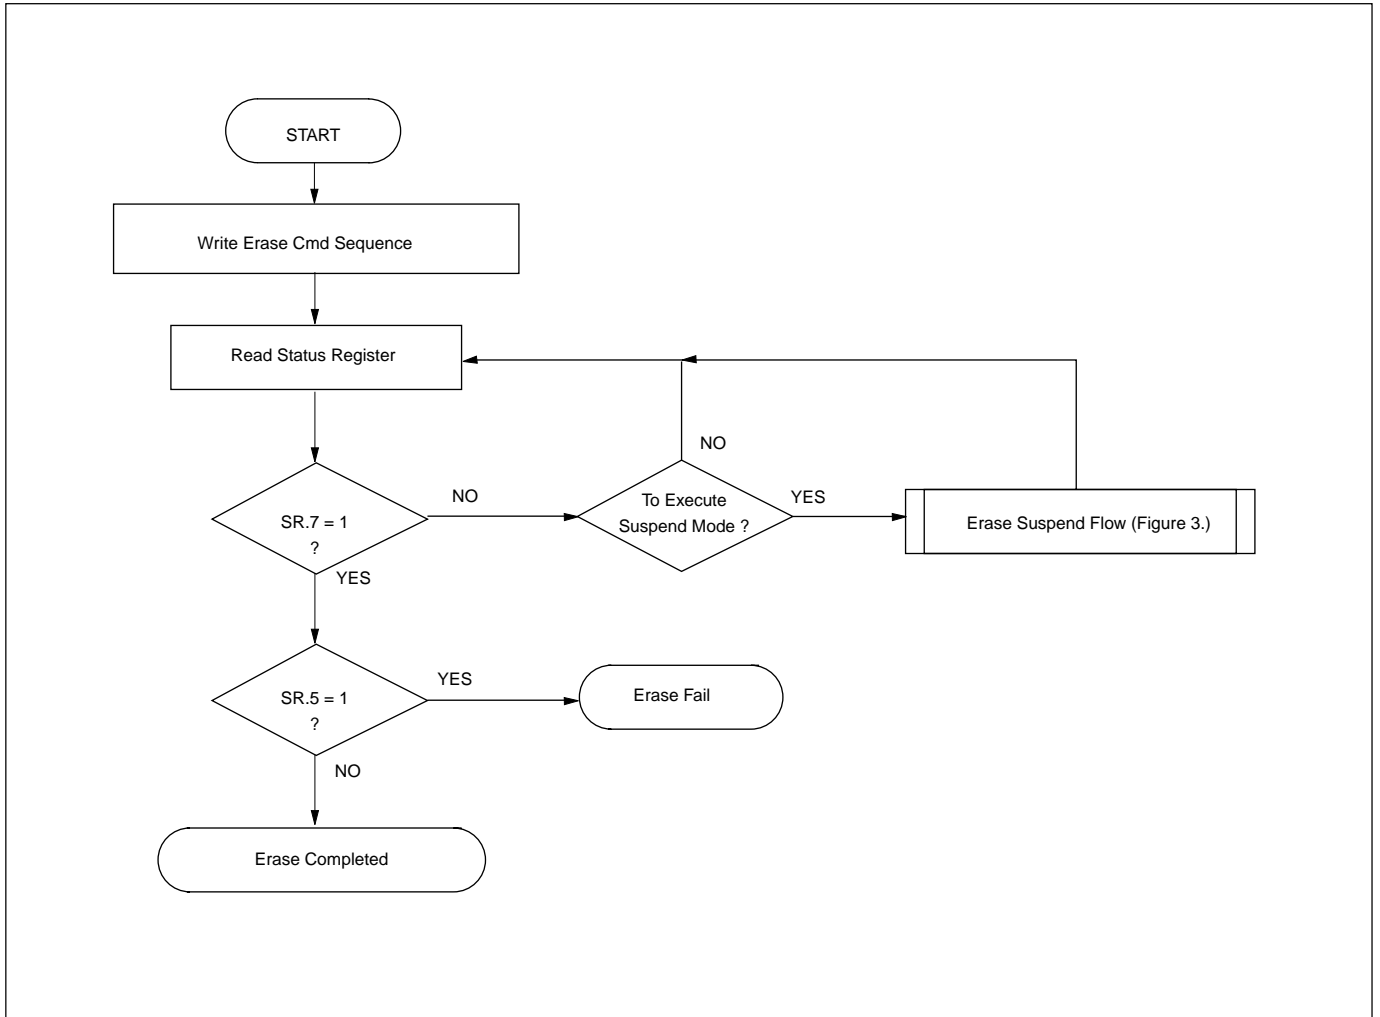 START
Write Erase Cmd Sequence
Read Status Register
NO
SR.7 = 1
?
NO
To Execute
Suspend Mode ?
YES
Erase Suspend Flow (Figure 3.)
YES
SR.5 = 1
?
YES
Erase Fail
NO
Erase Completed